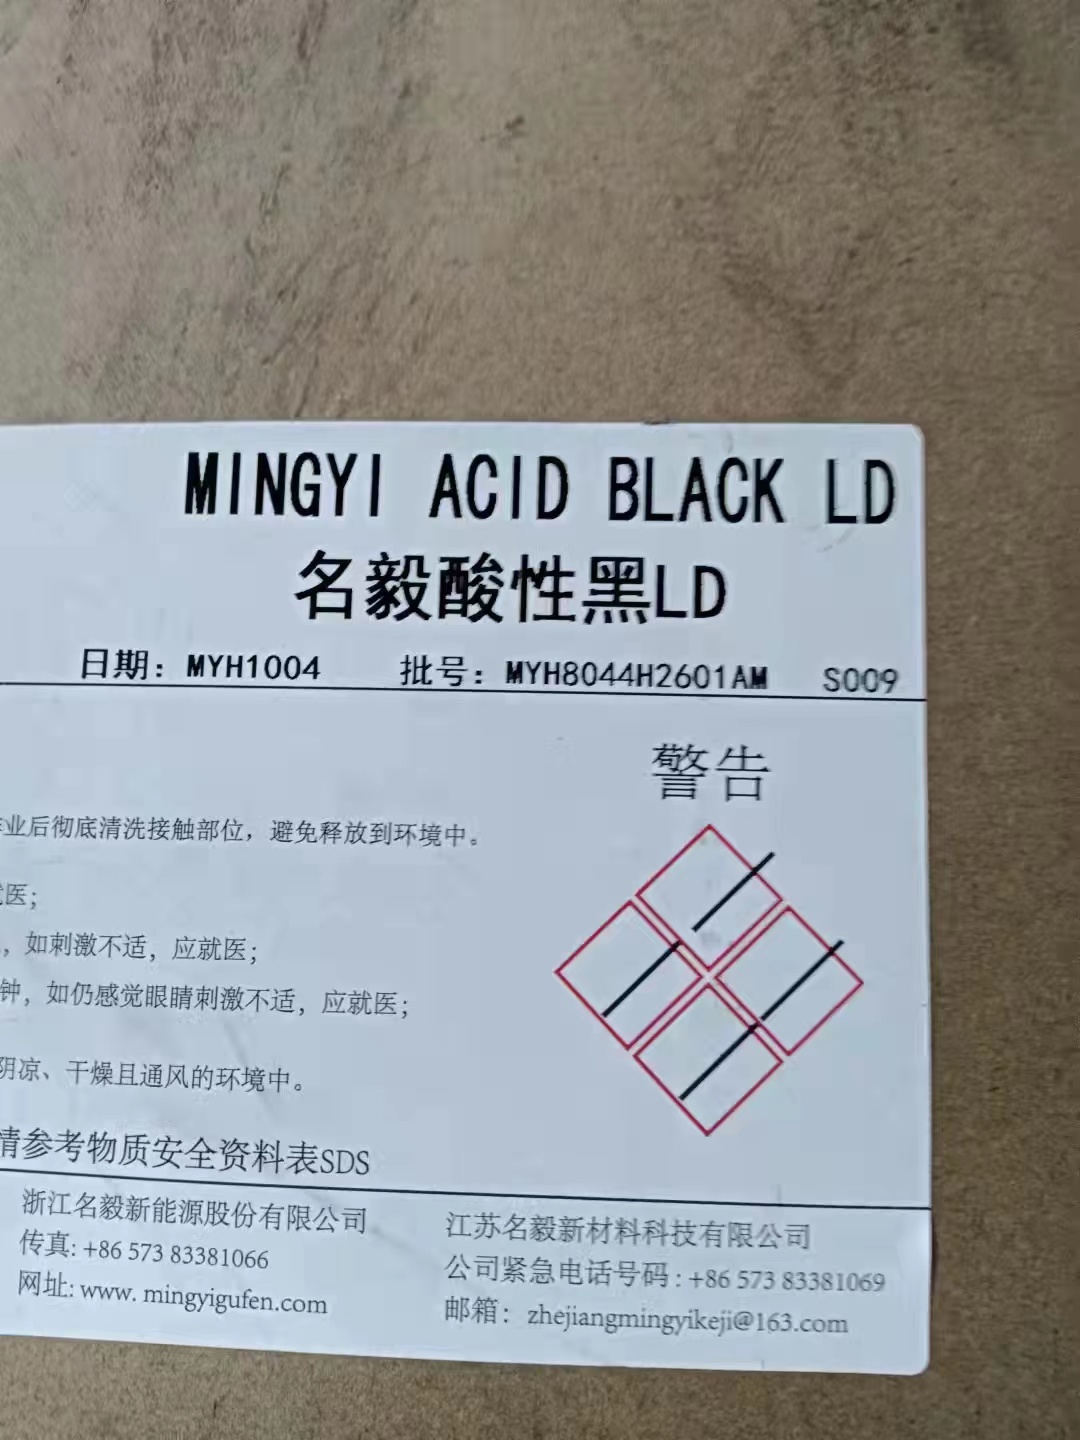 MINGYI ACID BLACK LD
名毅酸性黑LD
日期：MYH1004 批号：MYH8044H2601AM S009
警告
业后彻底清洗接触部位，避免释放到环境中。
医；
，如刺激不适，应就医；
钟，如仍感觉眼睛刺激不适，应就医；
阴凉、干燥且通风的环境中。
请参考物质安全资料表SDS
浙江名毅新能源股份有限公司
传真: +86 573 83381066
网址: www. mingyigufen.com
江苏名毅新材料科技有限公司
公司紧急电话号码 : +86 573 83381069
邮箱：zhejiangmingyikeji@163.com